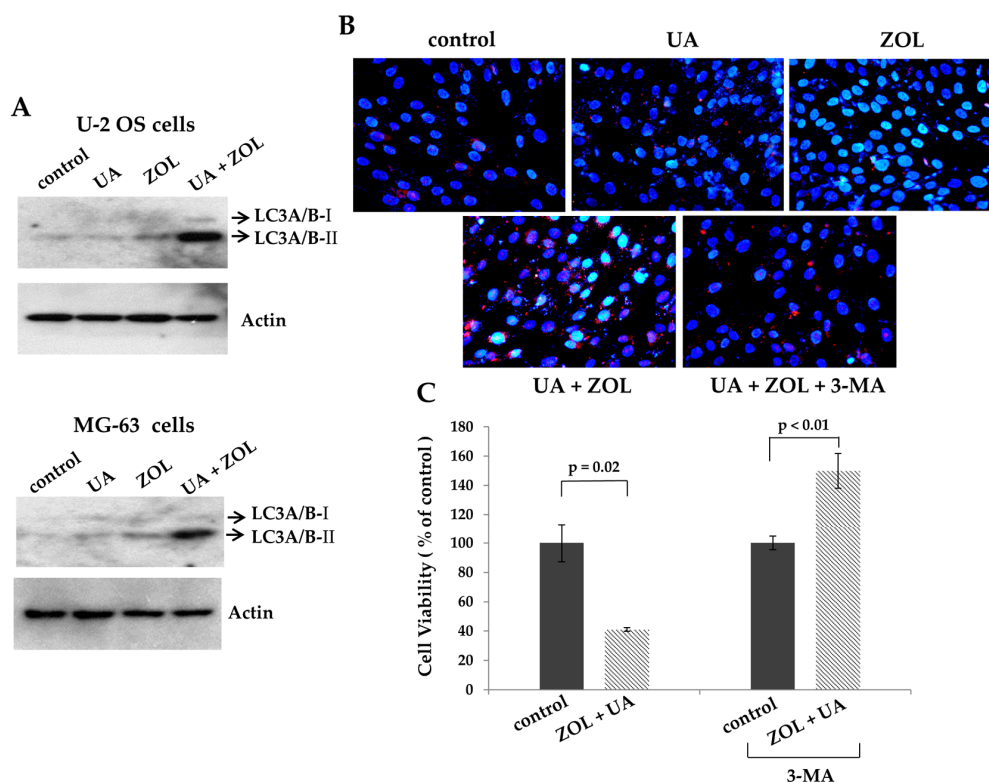 A
U-2 OS cells
control
UA
ZOL
UA + ZOL
LC3A/B-I
LC3A/B-II
Actin
MG-63 cells
control
UA
ZOL
UA + ZOL
LC3A/B-I
LC3A/B-II
Actin
B
control
UA
ZOL
UA + ZOL
UA + ZOL + 3-MA
C
Cell Viability ( % of control )
180
160
140
120
100
80
60
40
20
0
p = 0.02
p < 0.01
control
ZOL + UA
control
ZOL + UA
3-MA